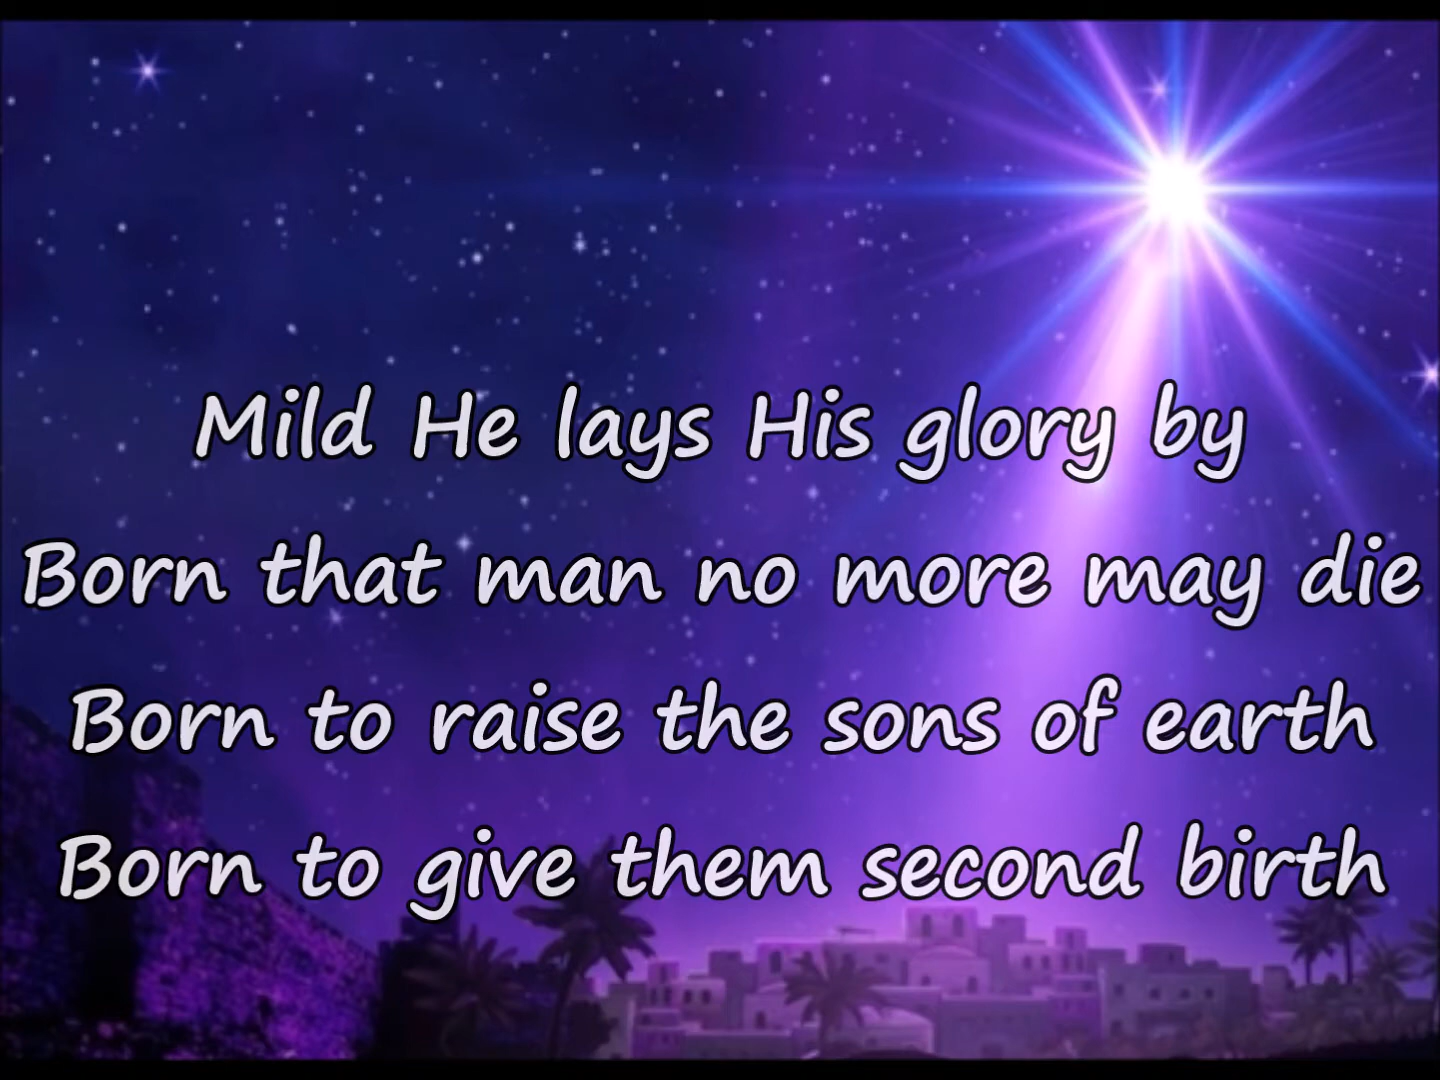 Mild He lays His glory by
Born that man no more may die
Born to raise the sons of earth
Born to give them second birth